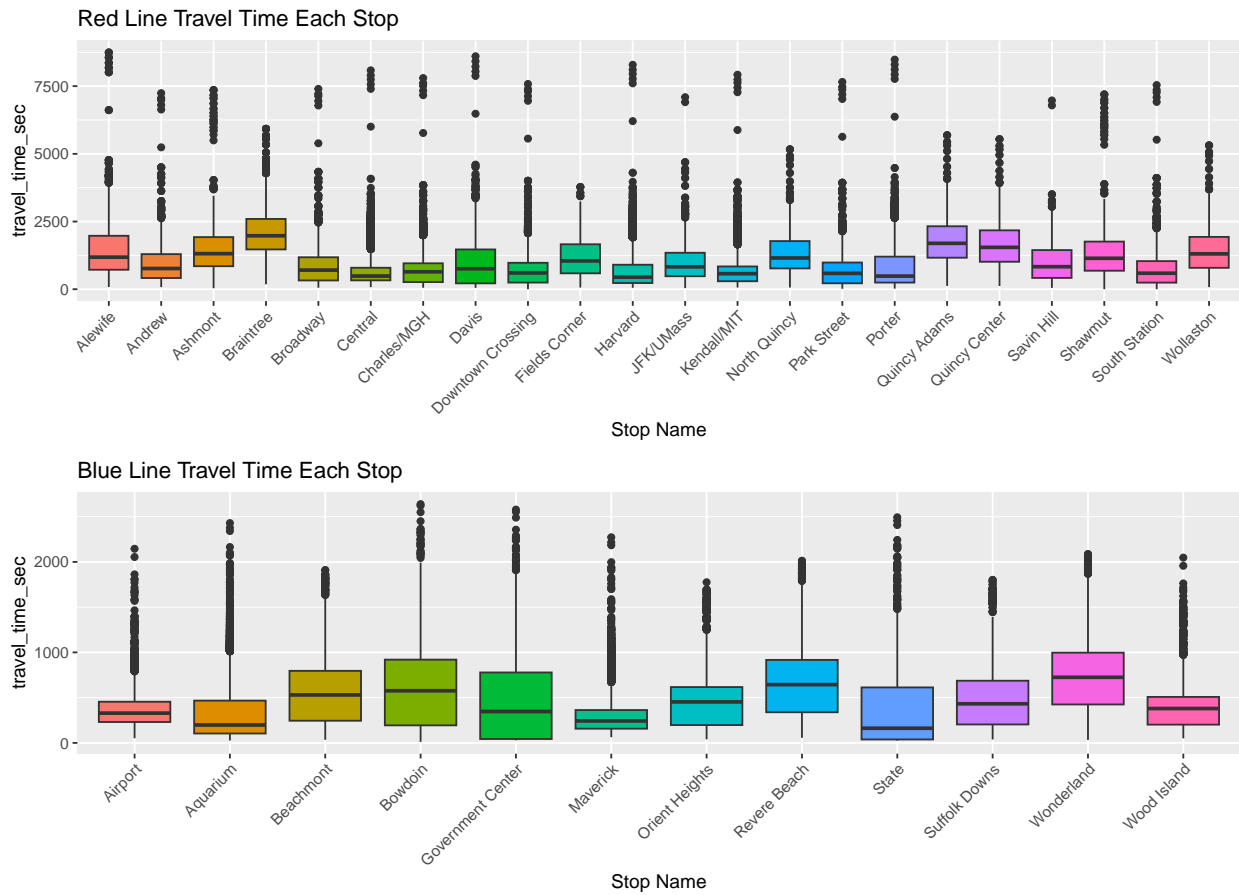 Red Line Travel Time Each Stop
travel_time_sec
7500
5000
2500
0
Alewife
Andrew
Ashmont
Braintree
Broadway
Central
Charles/MGH
Davis
Downtown Crossing
Fields Corner
Harvard
JFK/UMass
Kendall/MIT
North Quincy
Park Street
Porter
Quincy Adams
Quincy Center
Savin Hill
Shawmut
South Station
Wollaston
Stop Name
Blue Line Travel Time Each Stop
travel_time_sec
2000
1000
0
Airport
Aquarium
Beachmont
Bowdoin
Government Center
Maverick
Orient Heights
Revere Beach
State
Suffolk Downs
Wonderland
Wood Island
Stop Name